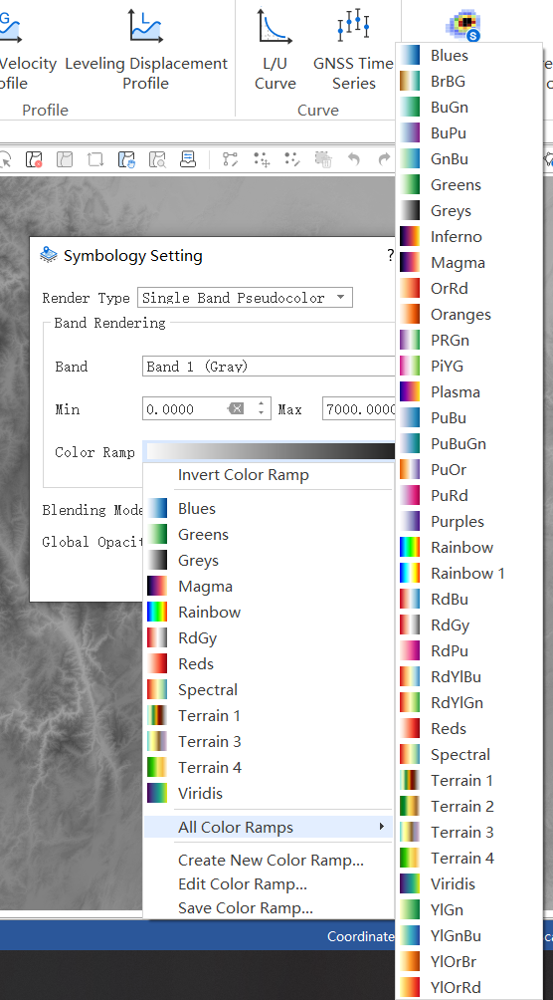 G
L
S
Velocity
ofile
Leveling Displacement
Profile
L/U
Curve
GNSS Time
Series
Profile
Curve
Symbology Setting
?
Render Type
Single Band Pseudocolor
Band Rendering
Band
Band 1 (Gray)
Min
0.0000
Max
7000.0000
Color Ramp
Blending Mode
Global Opacit
Invert Color Ramp
Blues
Greens
Greys
Magma
Rainbow
RdGy
Reds
Spectral
Terrain 1
Terrain 3
Terrain 4
Viridis
All Color Ramps
Create New Color Ramp...
Edit Color Ramp...
Save Color Ramp...
Blues
BrBG
BuGn
BuPu
GnBu
Greens
Greys
Inferno
Magma
OrRd
Oranges
PRGn
PiYG
Plasma
PuBu
PuBuGn
PuOr
PuRd
Purples
Rainbow
Rainbow 1
RdBu
RdGy
RdPu
RdYlBu
RdYlGn
Reds
Spectral
Terrain 1
Terrain 2
Terrain 3
Terrain 4
Viridis
YlGn
YlGnBu
YlOrBr
YlOrRd
Coordinate